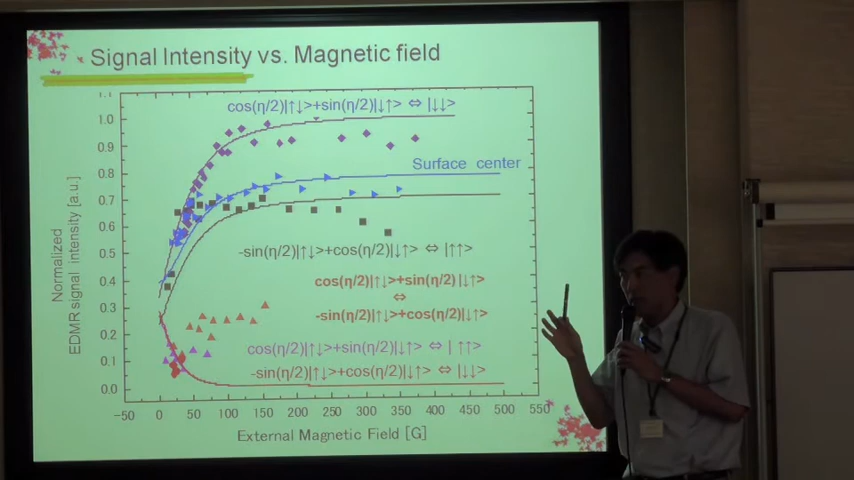 Signal Intensity vs. Magnetic field
1.1
1.0
0.9
0.8
0.7
0.6
0.5
0.4
0.3
0.2
0.1
0.0
Normalized
EDMR signal intensity [a.u.]
cos(η/2)|↑↓>+sin(η/2)|↓↑> ⇔ |↓↓>
Surface center
-sin(η/2)|↑↓>+cos(η/2)|↓↑> ⇔ |↑↑>
cos(η/2)|↑↓>+sin(η/2)|↓↑>
⇔
-sin(η/2)|↑↓>+cos(η/2)|↓↑>
cos(η/2)|↑↓>+sin(η/2)|↓↑> ⇔ | ↑↑>
-sin(η/2)|↑↓>+cos(η/2)|↓↑> ⇔ |↓↓>
-50 0 50 100 150 200 250 300 350 400 450 500 550
External Magnetic Field [G]